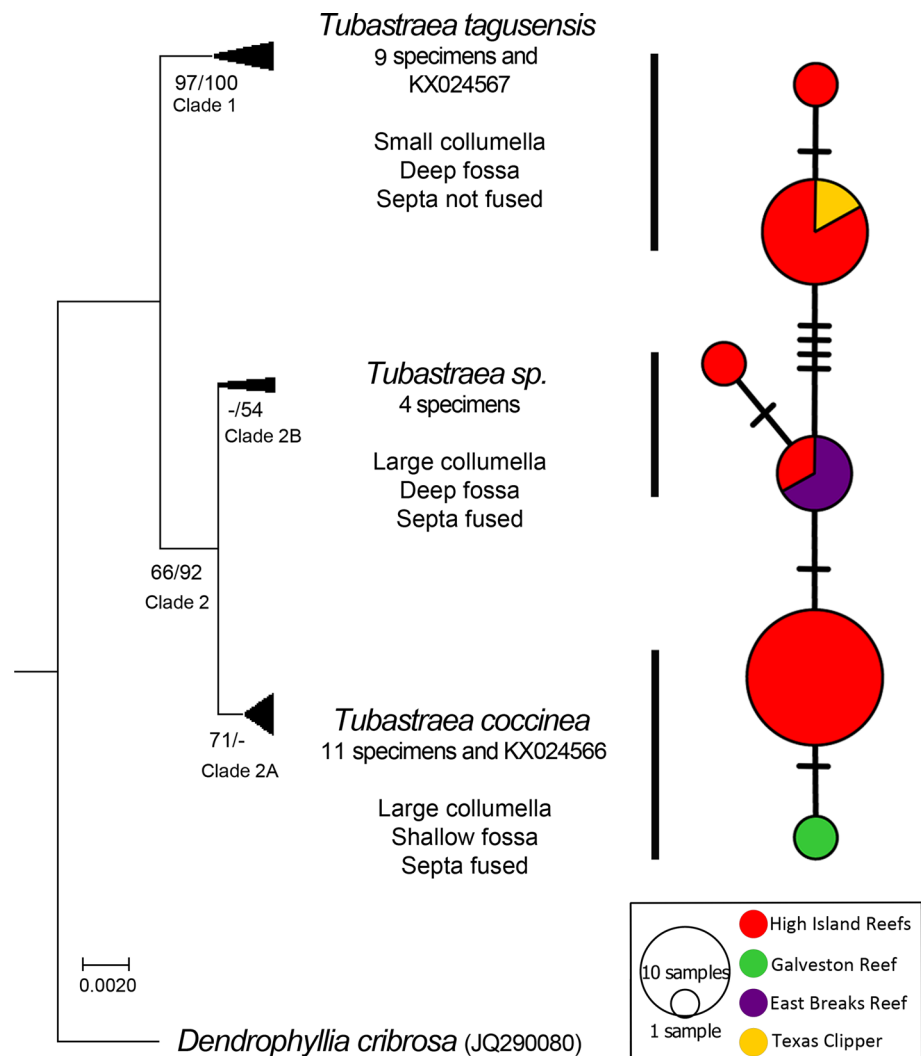 Tubastraea tagusensis
9 specimens and
KX024567
97/100
Clade 1
Small collumella
Deep fossa
Septa not fused
Tubastraea sp.
4 specimens
-/54
Clade 2B
Large collumella
Deep fossa
Septa fused
66/92
Clade 2
Tubastraea coccinea
11 specimens and KX024566
71/-
Clade 2A
Large collumella
Shallow fossa
Septa fused
0.0020
Dendrophyllia cribrosa (JQ290080)
10 samples
1 sample
High Island Reefs
Galveston Reef
East Breaks Reef
Texas Clipper